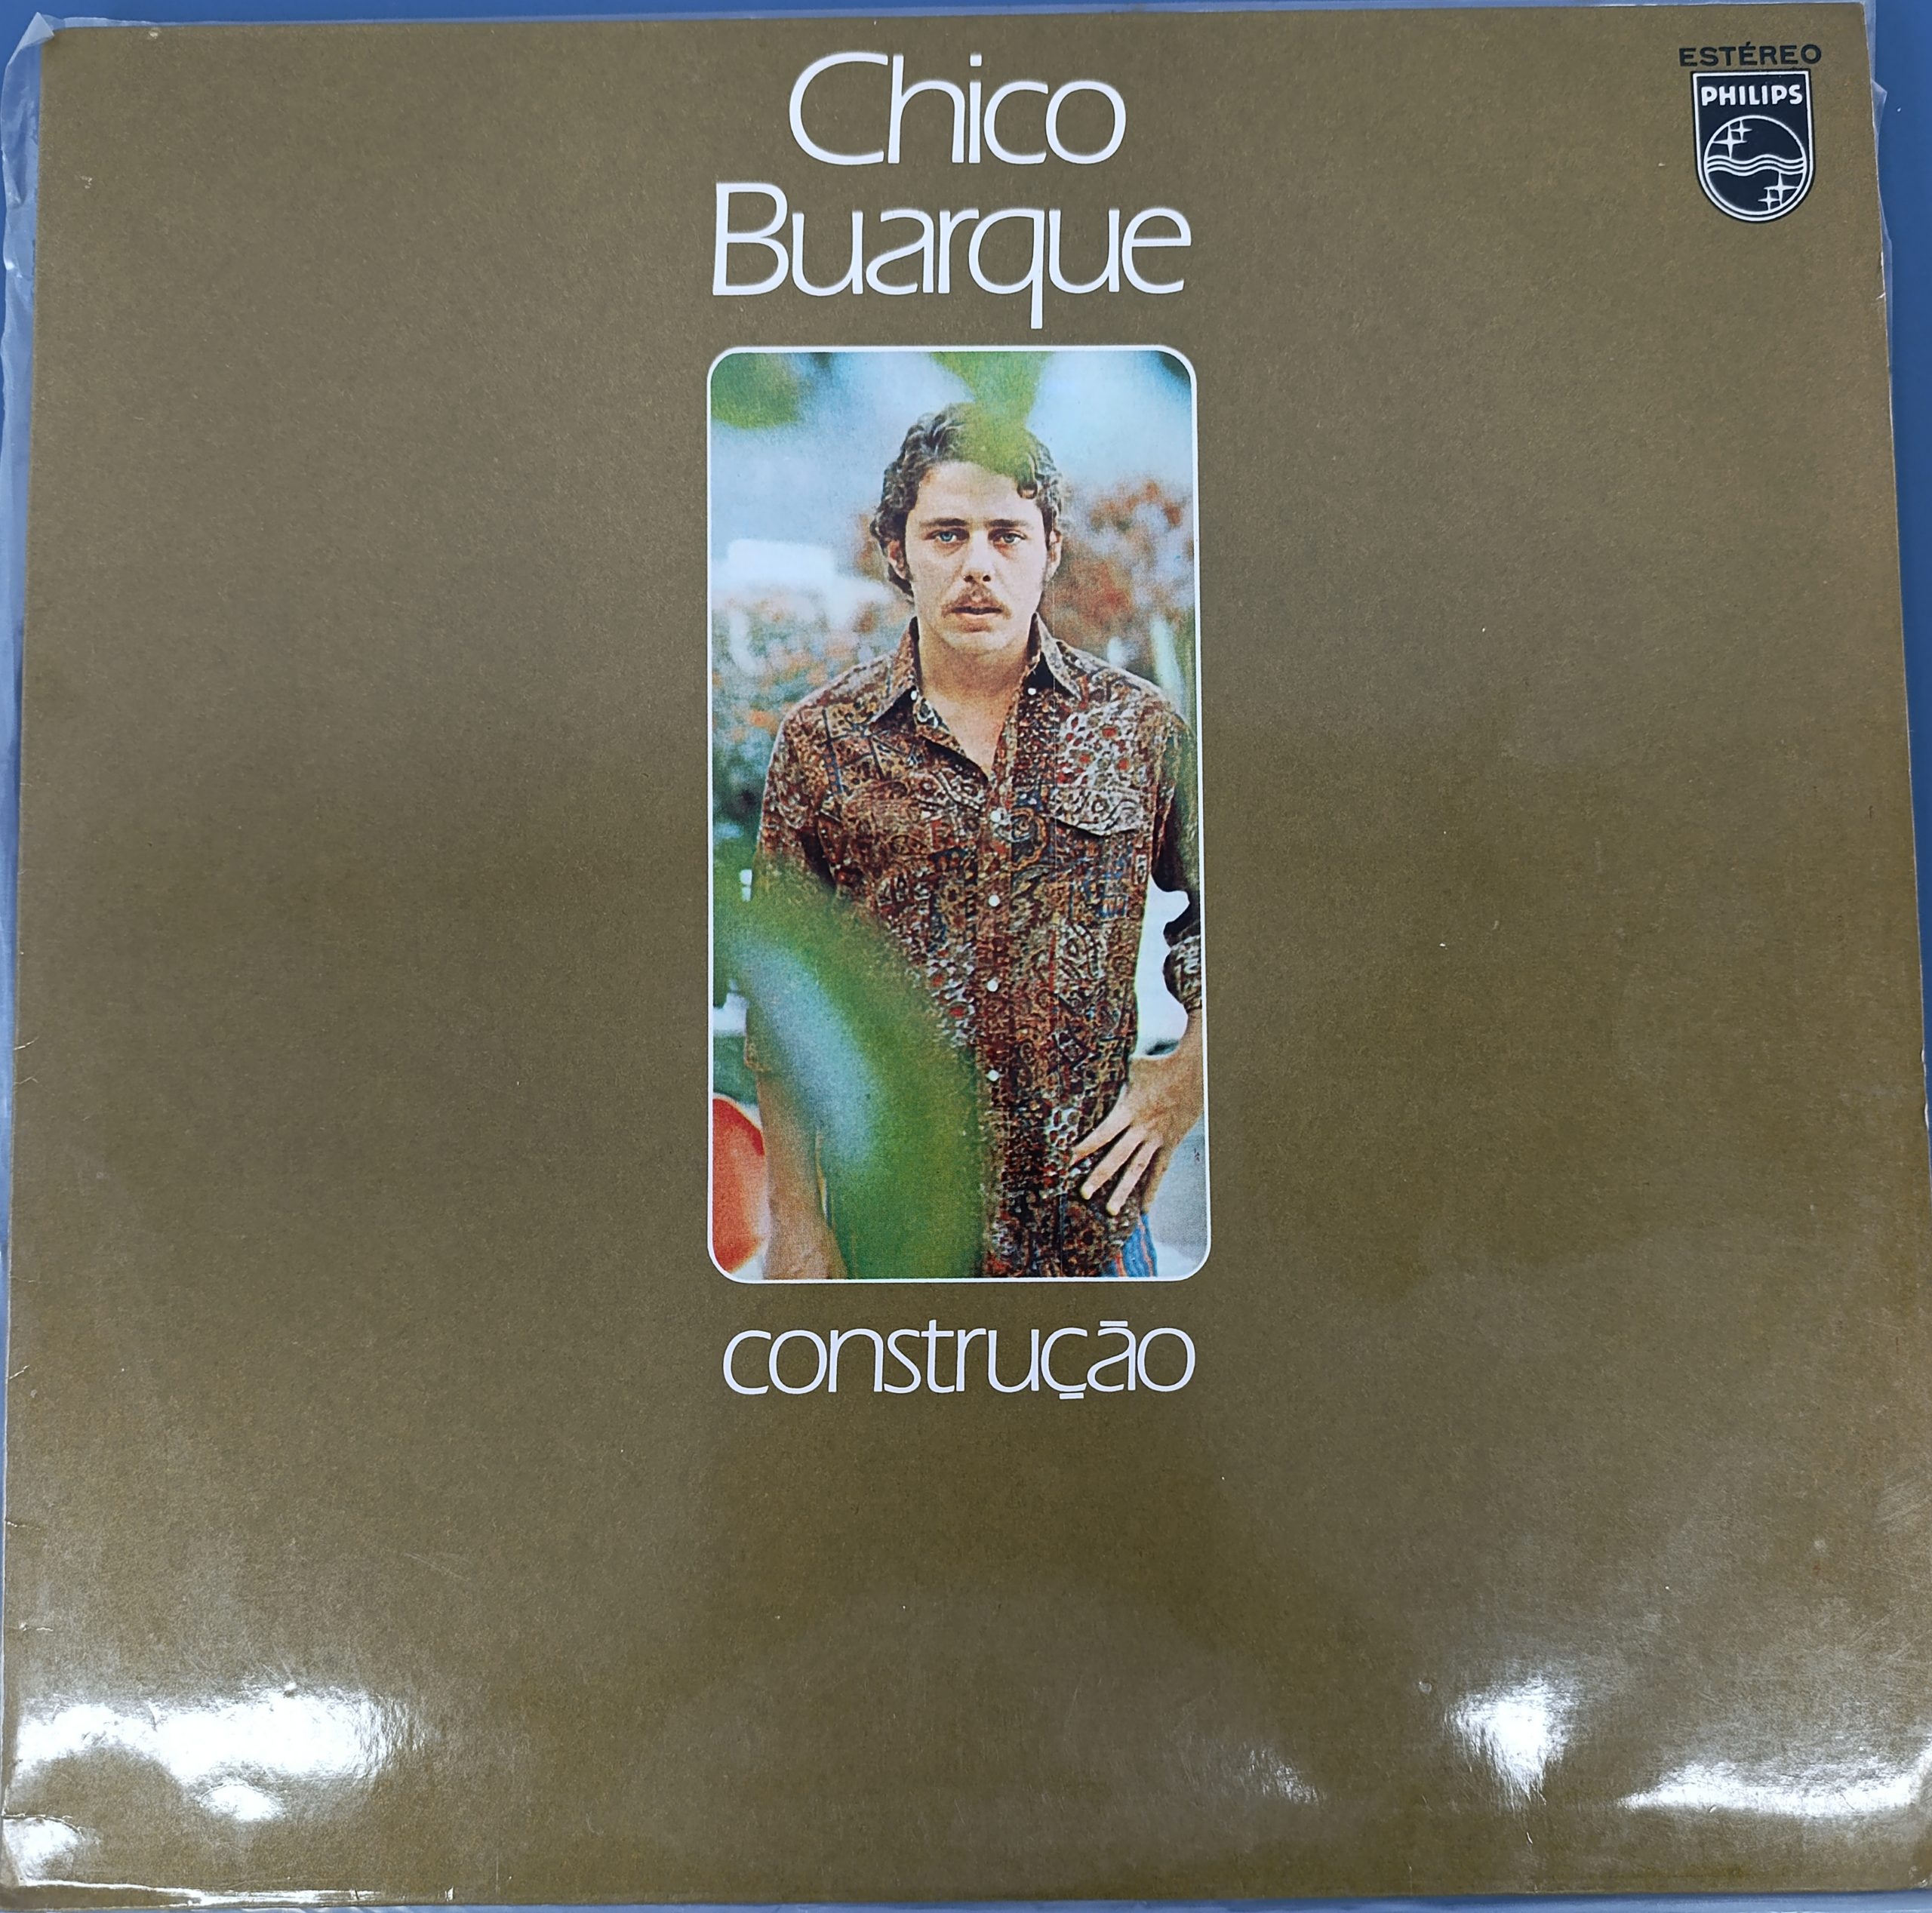 Chico
Buarque
ESTÉREO
PHILIPS
construção